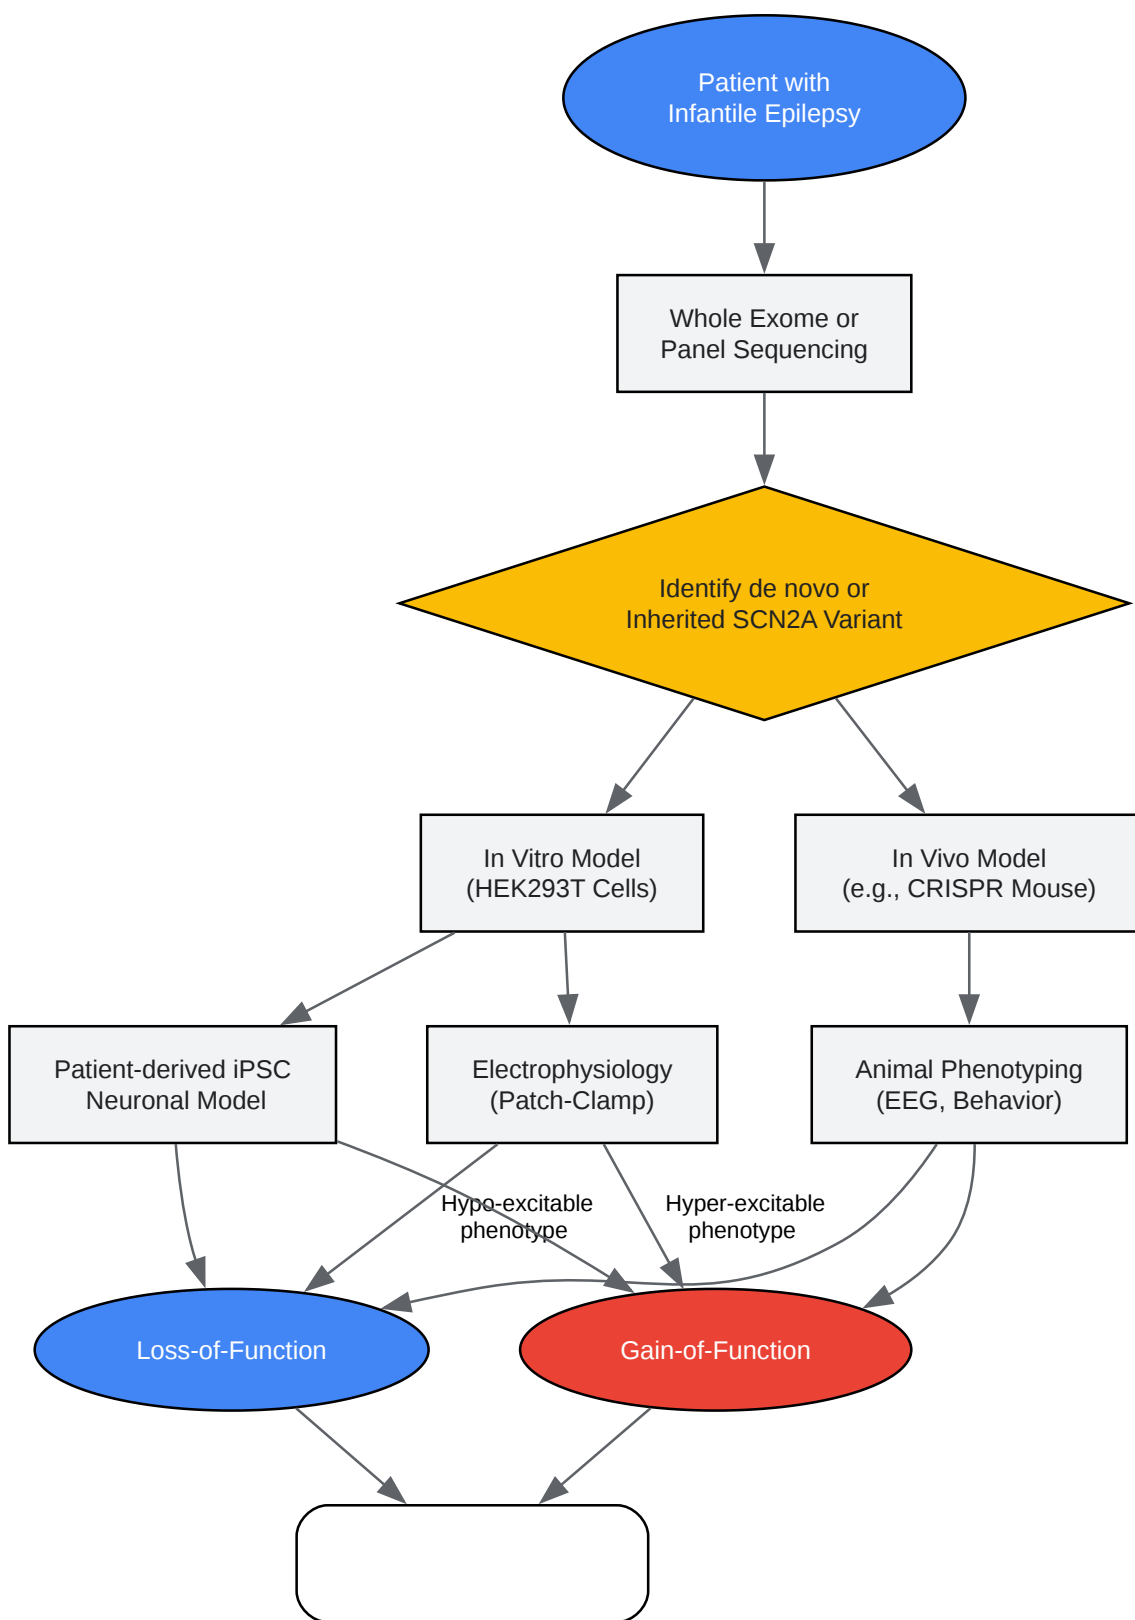 Patient with
Infantile Epilepsy
Whole Exome or
Panel Sequencing
Identify de novo or
Inherited SCN2A Variant
In Vitro Model
(HEK293T Cells)
In Vivo Model
(e.g., CRISPR Mouse)
Patient-derived iPSC
Neuronal Model
Electrophysiology
(Patch-Clamp)
Animal Phenotyping
(EEG, Behavior)
Hypo-excitable
phenotype
Hyper-excitable
phenotype
Loss-of-Function
Gain-of-Function